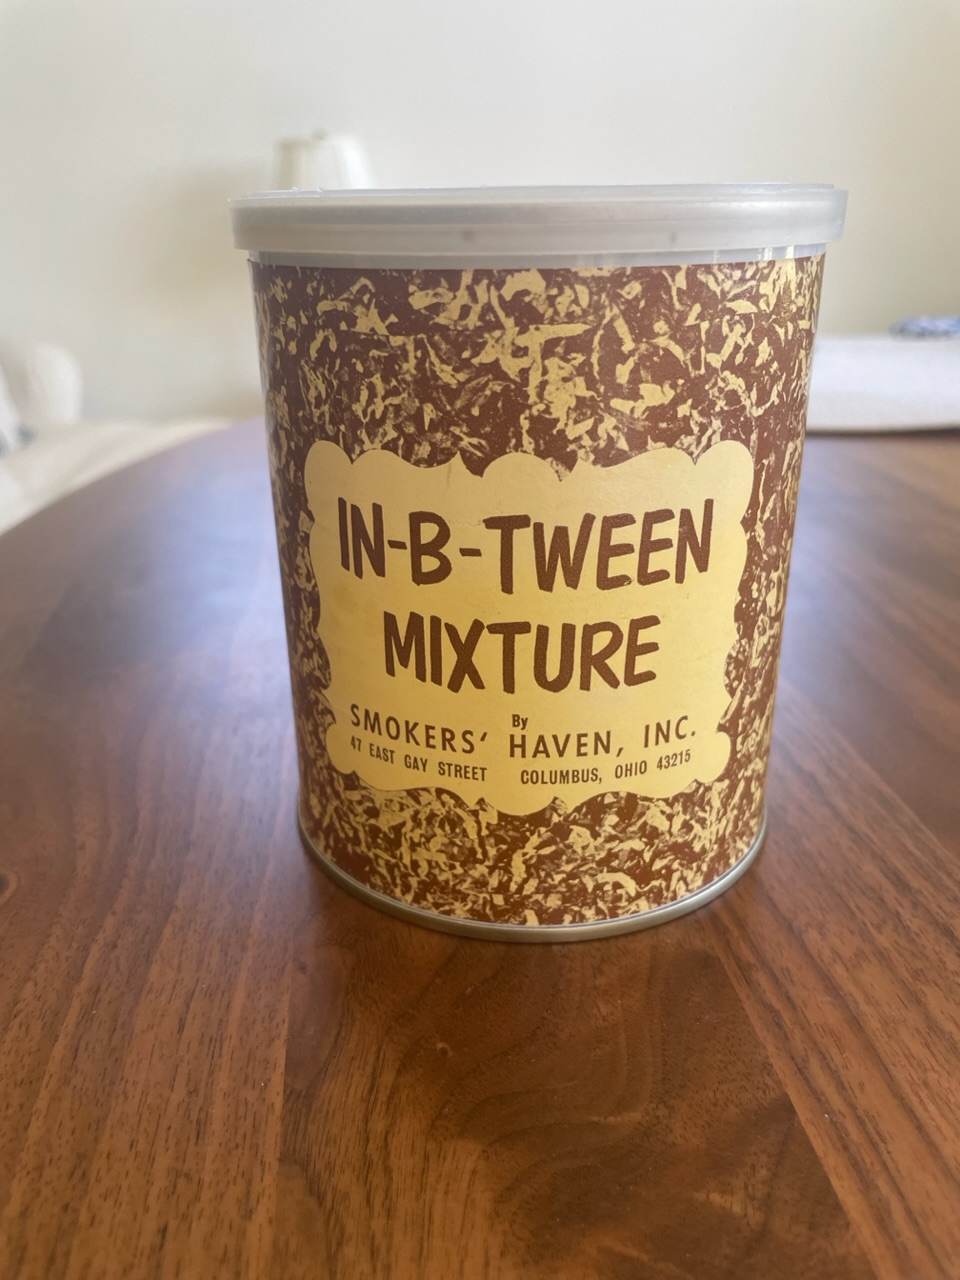 IN-B-TWEEN
MIXTURE
By
SMOKERS' HAVEN, INC.
47 EAST GAY STREET COLUMBUS, OHIO 43215